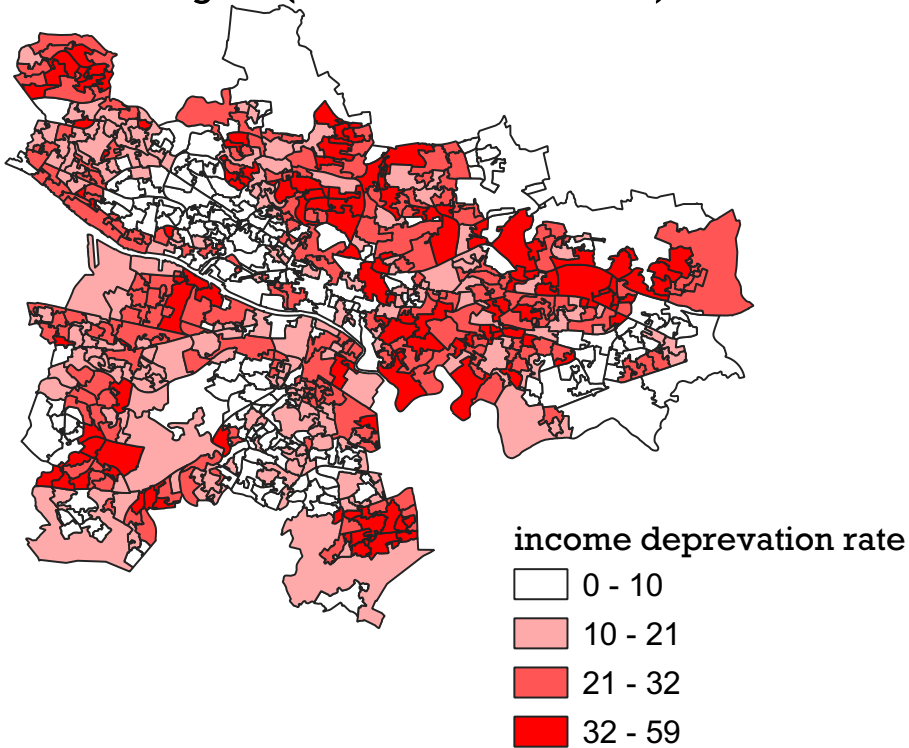 income deprevation rate
0 - 10
10 - 21
21 - 32
32 - 59